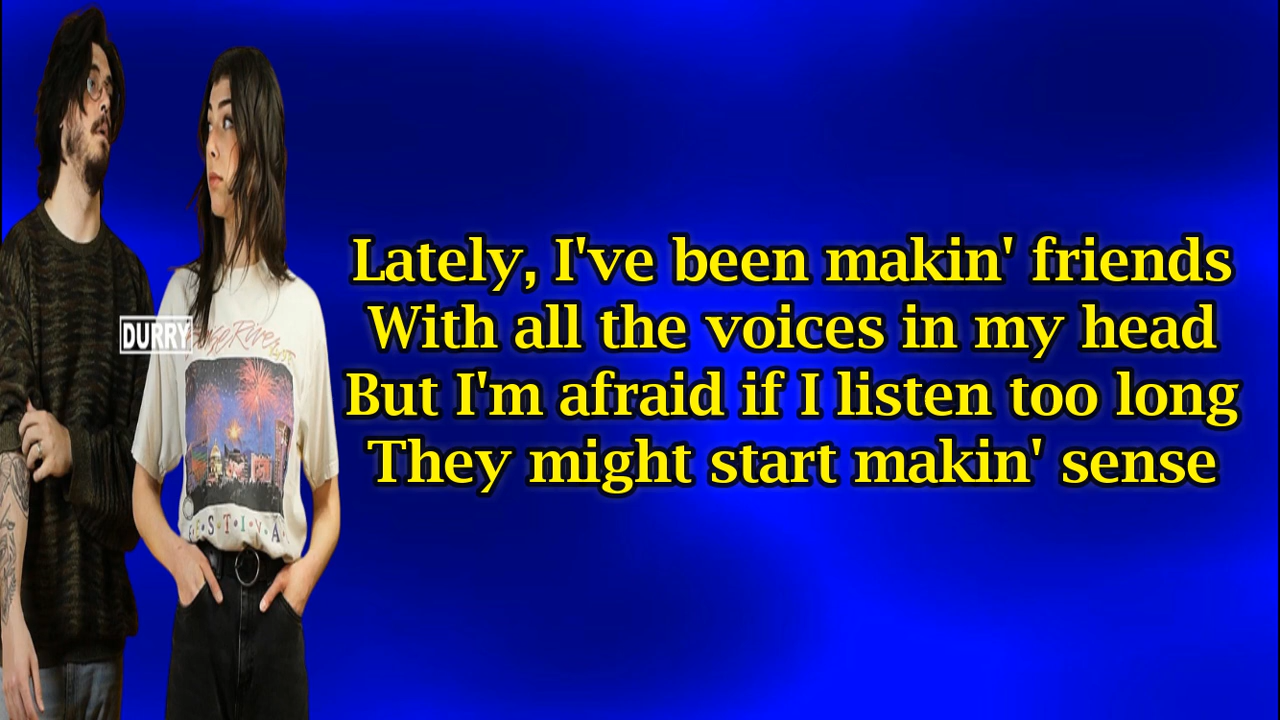 DURRY
Lately, I've been makin' friends
With all the voices in my head
But I'm afraid if I listen too long
They might start makin' sense
River